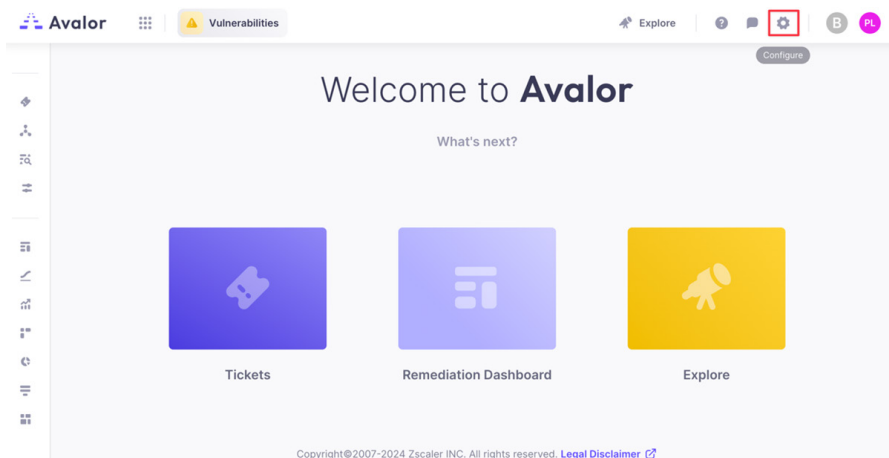 Avalor
Vulnerabilities
Explore
B
PL
Configure
Welcome to Avalor
What's next?
Tickets
Remediation Dashboard
Explore
Copyright©2007-2024 Zscaler INC. All rights reserved. Legal Disclaimer